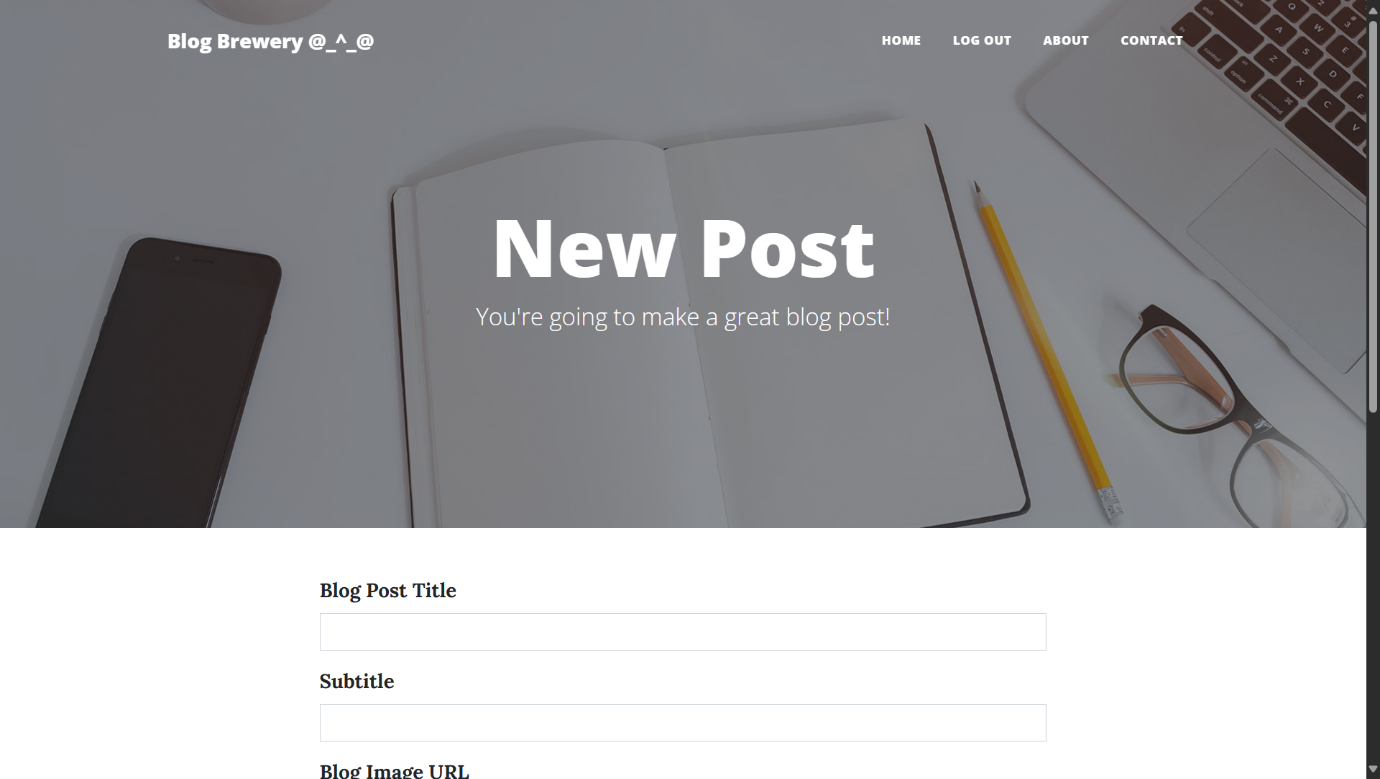 Blog Brewery @_^_@
HOME LOG OUT ABOUT CONTACT
New Post
You're going to make a great blog post!
Blog Post Title
Subtitle
Blog Image URL